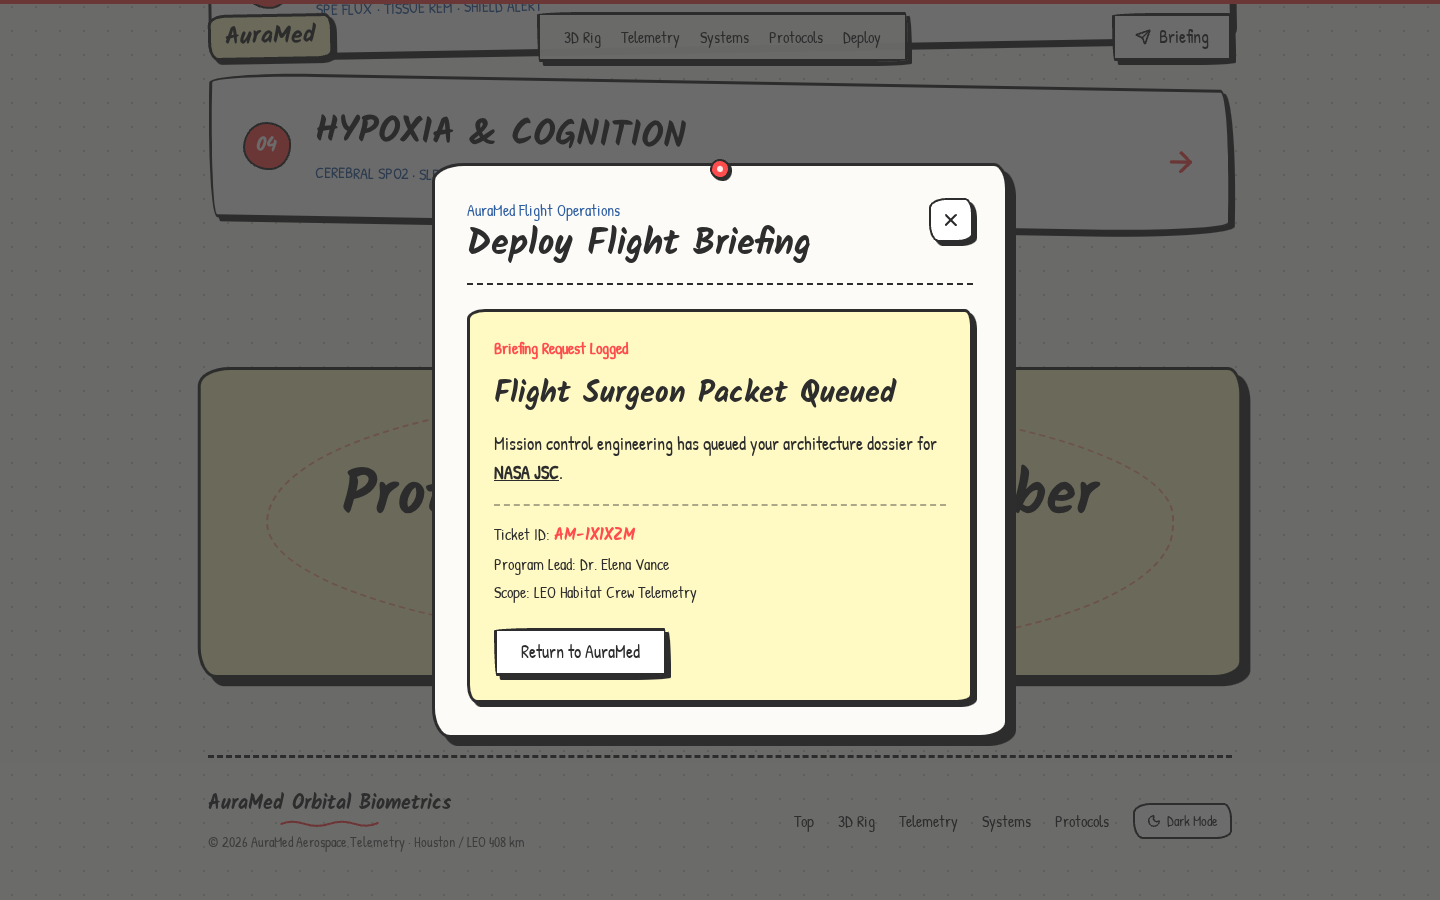 SPE FLUX · TISSUE REM · SHIELD ALERT
AuraMed
3D Rig Telemetry Systems Protocols Deploy
Briefing
04
HYPOXIA & COGNITION
CEREBRAL SPO2 ·
AuraMed Flight Operations
Deploy Flight Briefing
Briefing Request Logged
Flight Surgeon Packet Queued
Mission control engineering has queued your architecture dossier for
NASA JSC.
Ticket ID: AM-1X1XZM
Program Lead: Dr. Elena Vance
Scope: LEO Habitat Crew Telemetry
Return to AuraMed
AuraMed Orbital Biometrics
© 2026 AuraMed Aerospace Telemetry · Houston / LEO 408 km
Top 3D Rig Telemetry Systems Protocols
Dark Mode